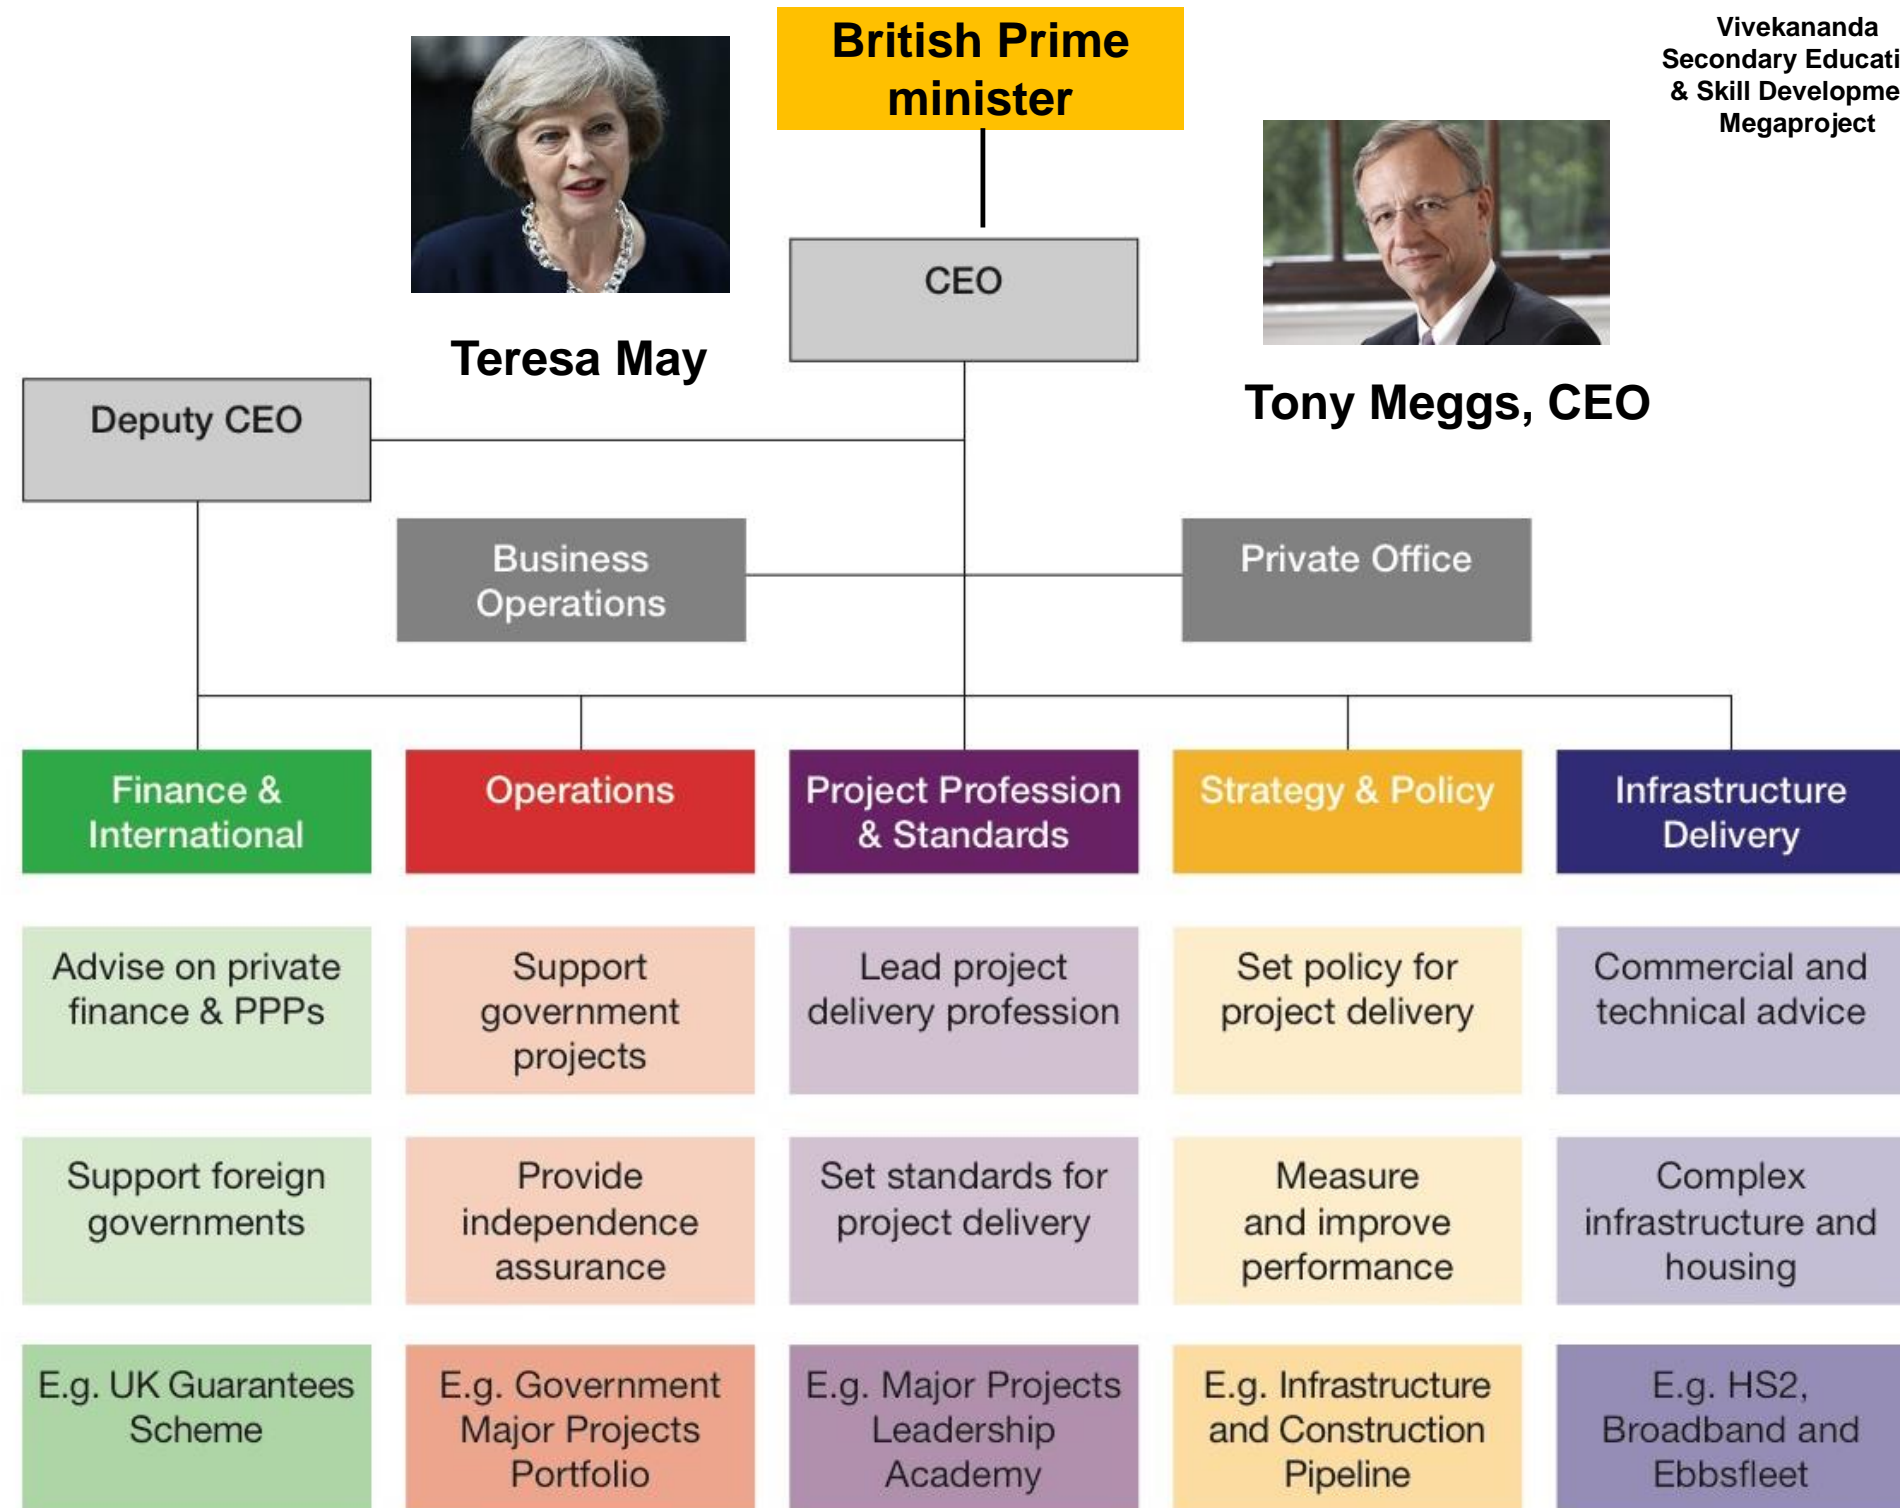 British Prime
minister
Vivekananda
Secondary Educati
& Skill Developme
Megaproject
CEO
Teresa May
Tony Meggs, CEO
Deputy CEO
Business
Operations
Private Office
Finance &
International
Operations
Project Profession
& Standards
Strategy & Policy
Infrastructure
Delivery
Advise on private
finance & PPPs
Support
government
projects
Lead project
delivery profession
Set policy for
project delivery
Commercial and
technical advice
Support foreign
governments
Provide
independence
assurance
Set standards for
project delivery
Measure
and improve
performance
Complex
infrastructure and
housing
E.g. UK Guarantees
Scheme
E.g. Government
Major Projects
Portfolio
E.g. Major Projects
Leadership
Academy
E.g. Infrastructure
and Construction
Pipeline
E.g. HS2,
Broadband and
Ebbsfleet